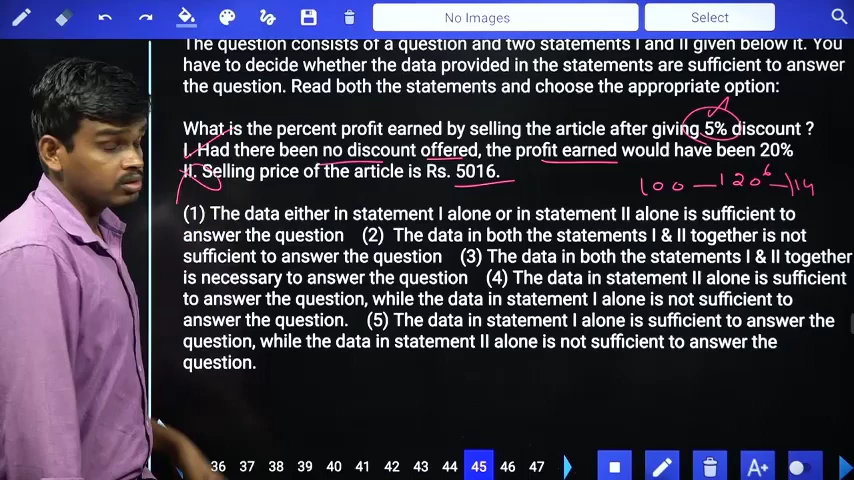 No Images
Select
The question consists of a question and two statements I and II given below it. You
have to decide whether the data provided in the statements are sufficient to answer
the question. Read both the statements and choose the appropriate option:
What is the percent profit earned by selling the article after giving 5% discount ?
I. Had there been no discount offered, the profit earned would have been 20%
II. Selling price of the article is Rs. 5016.
100 — 120 6 — 114
(1) The data either in statement I alone or in statement II alone is sufficient to
answer the question (2) The data in both the statements I & II together is not
sufficient to answer the question (3) The data in both the statements I & II together
is necessary to answer the question (4) The data in statement II alone is sufficient
to answer the question, while the data in statement I alone is not sufficient to
answer the question. (5) The data in statement I alone is sufficient to answer the
question, while the data in statement II alone is not sufficient to answer the
question.
36 37 38 39 40 41 42 43 44 45 46 47
A+